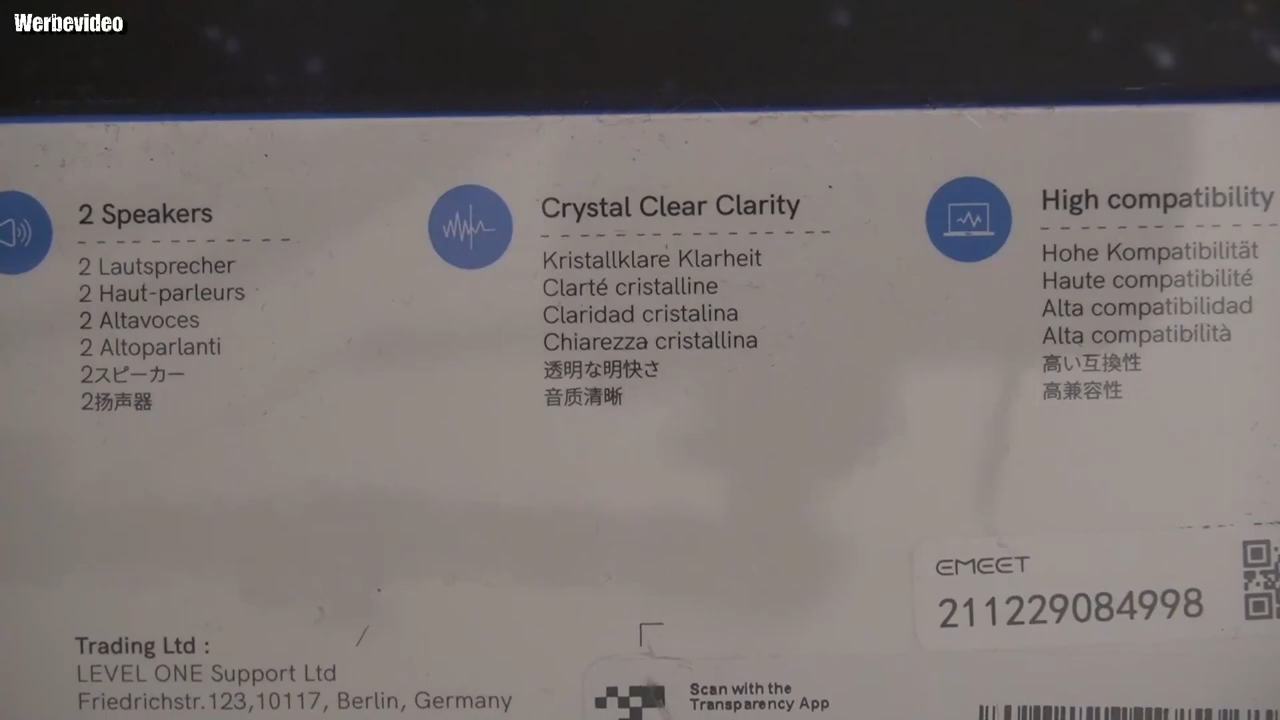 Werbevideo
2 Speakers
2 Lautsprecher
2 Haut-parleurs
2 Altavoces
2 Altoparlanti
2スピーカー
2扬声器
Crystal Clear Clarity
Kristallklare Klarheit
Clarté cristalline
Claridad cristalina
Chiarezza cristallina
透明な明快さ
音质清晰
High compatibility
Hohe Kompatibilität
Haute compatibilité
Alta compatibilidad
Alta compatibilità
高い互換性
高兼容性
EMEET
211229084998
Trading Ltd :
LEVEL ONE Support Ltd
Friedrichstr.123,10117, Berlin, Germany
Scan with the
Transparency App